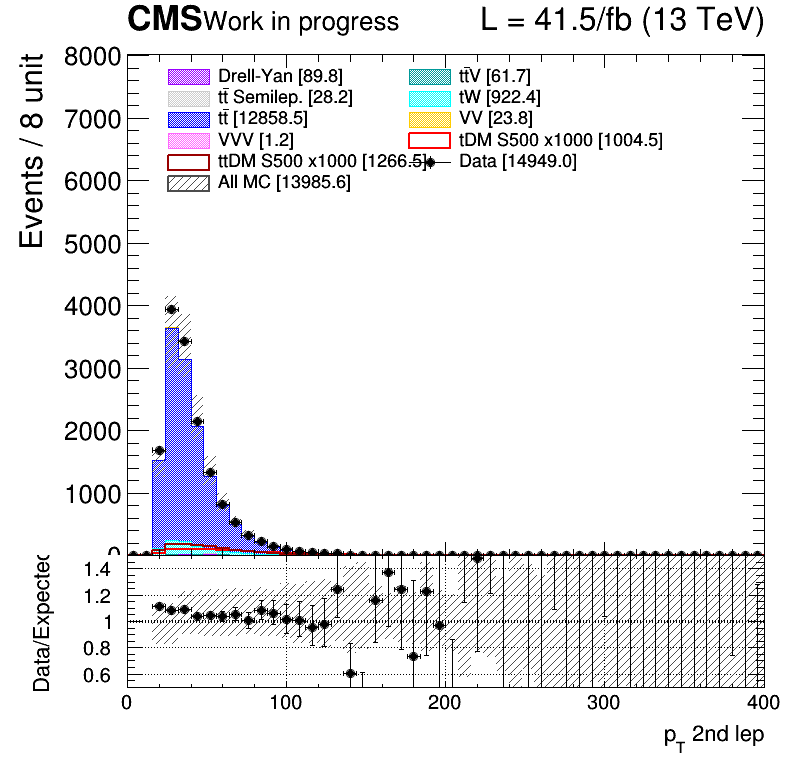 CMS Work in progress L = 41.5/fb (13 TeV)
Events / 8 unit
8000
7000
6000
5000
4000
3000
2000
1000
0
Drell-Yan [89.8]
tt̄ Semilep. [28.2]
tt̄ [12858.5]
VVV [1.2]
ttDM S500 x1000 [1266.5]
All MC [13985.6]
tt̄V [61.7]
tW [922.4]
VV [23.8]
tDM S500 x1000 [1004.5]
Data [14949.0]
Data/Expected
1.4
1.2
1
0.8
0.6
0 100 200 300 400
pT 2nd lep